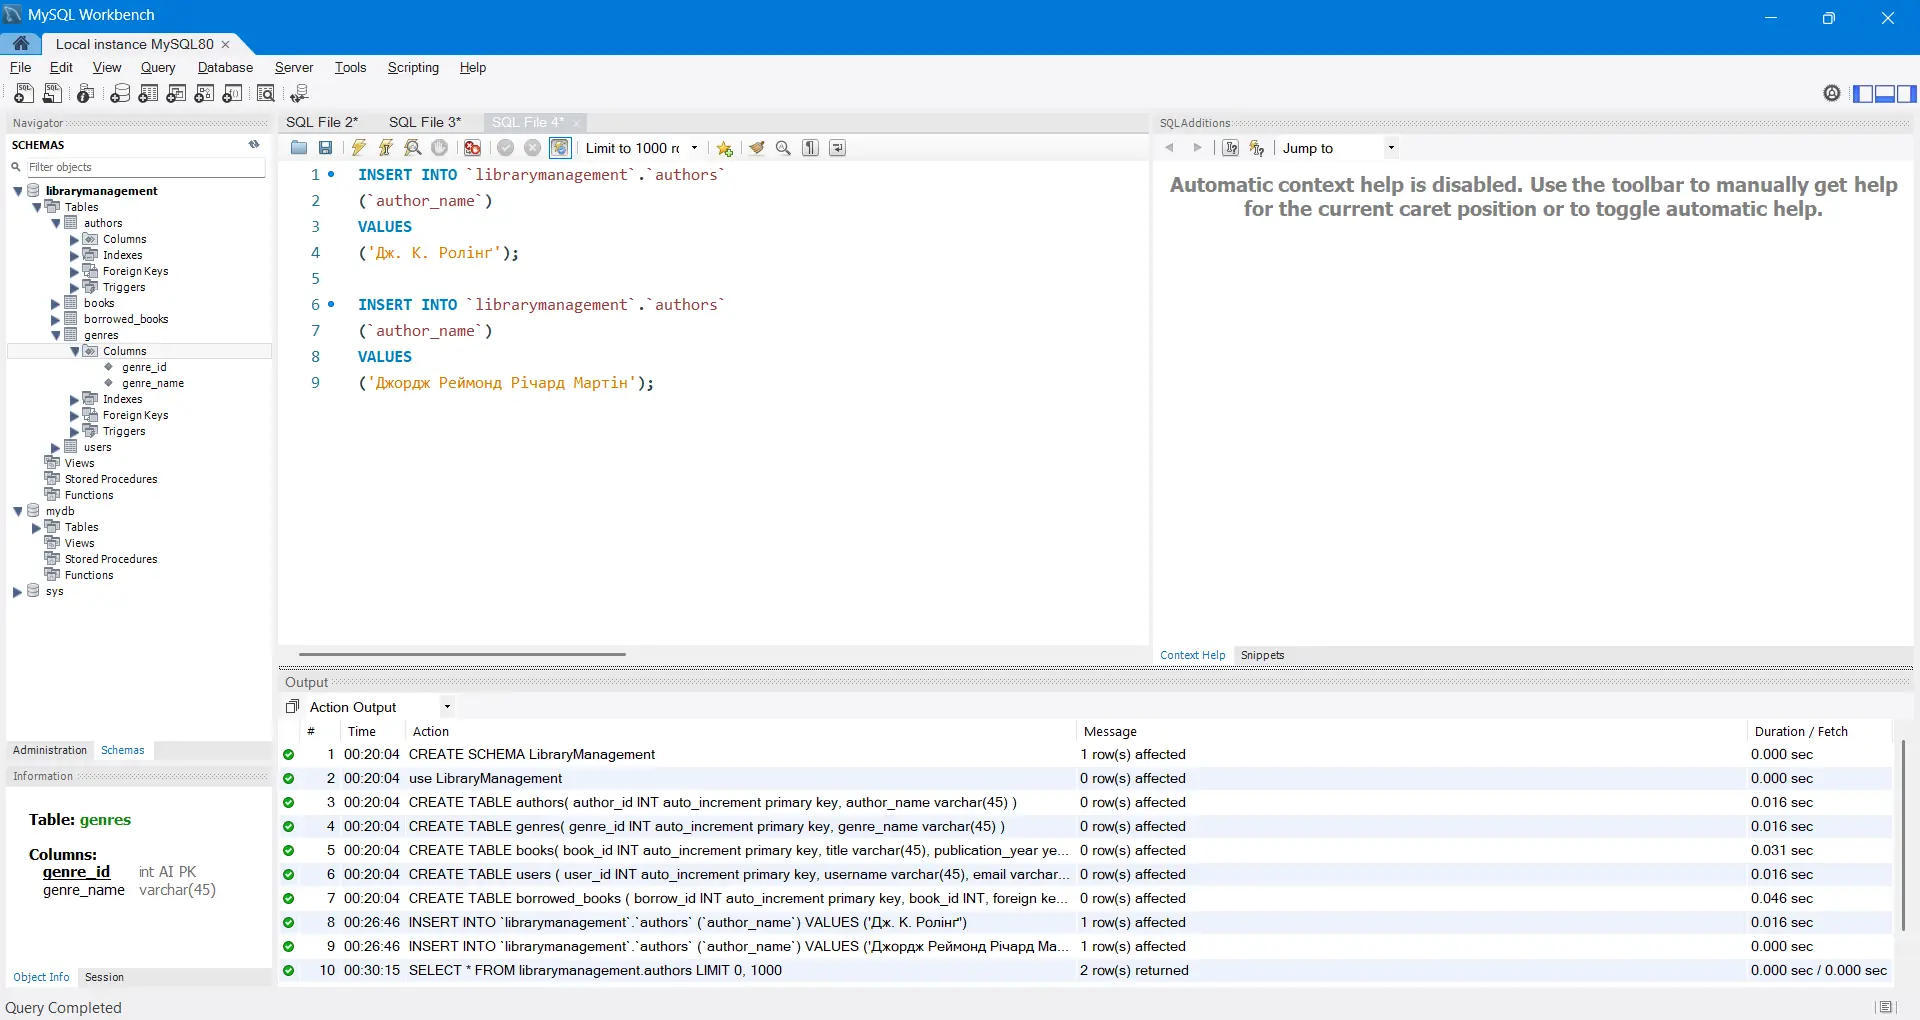 MySQL Workbench
Local instance MySQL80
File Edit View Query Database Server Tools Scripting Help
Navigator
SCHEMAS
Filter objects
librarymanagement
Tables
authors
Columns
Indexes
Foreign Keys
Triggers
books
borrowed_books
genres
Columns
genre_id
genre_name
Indexes
Foreign Keys
Triggers
users
Views
Stored Procedures
Functions
mydb
Tables
Views
Stored Procedures
Functions
sys
Administration Schemas
Information
Table: genres
Columns:
genre_id int AI PK
genre_name varchar(45)
Object Info Session
Query Completed
SQL File 2* SQL File 3* SQL File 4*
Limit to 1000 rc
1 INSERT INTO `librarymanagement`.`authors`
2 (`author_name`)
3 VALUES
4 ('Дж. К. Ролінґ');
5
6 INSERT INTO `librarymanagement`.`authors`
7 (`author_name`)
8 VALUES
9 ('Джордж Реймонд Річард Мартін');
SQLAdditions
Jump to
Automatic context help is disabled. Use the toolbar to manually get help
for the current caret position or to toggle automatic help.
Context Help Snippets
Output
Action Output
# Time Action Message Duration / Fetch
1 00:20:04 CREATE SCHEMA LibraryManagement 1 row(s) affected 0.000 sec
2 00:20:04 use LibraryManagement 0 row(s) affected 0.000 sec
3 00:20:04 CREATE TABLE authors( author_id INT auto_increment primary key, author_name varchar(45) ) 0 row(s) affected 0.016 sec
4 00:20:04 CREATE TABLE genres( genre_id INT auto_increment primary key, genre_name varchar(45) ) 0 row(s) affected 0.016 sec
5 00:20:04 CREATE TABLE books( book_id INT auto_increment primary key, title varchar(45), publication_year ye... 0 row(s) affected 0.031 sec
6 00:20:04 CREATE TABLE users ( user_id INT auto_increment primary key, username varchar(45), email varchar... 0 row(s) affected 0.016 sec
7 00:20:04 CREATE TABLE borrowed_books ( borrow_id INT auto_increment primary key, book_id INT, foreign ke... 0 row(s) affected 0.046 sec
8 00:26:46 INSERT INTO `librarymanagement`.`authors` (`author_name`) VALUES ('Дж. К. Ролінґ') 1 row(s) affected 0.016 sec
9 00:26:46 INSERT INTO `librarymanagement`.`authors` (`author_name`) VALUES ('Джордж Реймонд Річард Ма... 1 row(s) affected 0.000 sec
10 00:30:15 SELECT * FROM librarymanagement.authors LIMIT 0, 1000 2 row(s) returned 0.000 sec / 0.000 sec